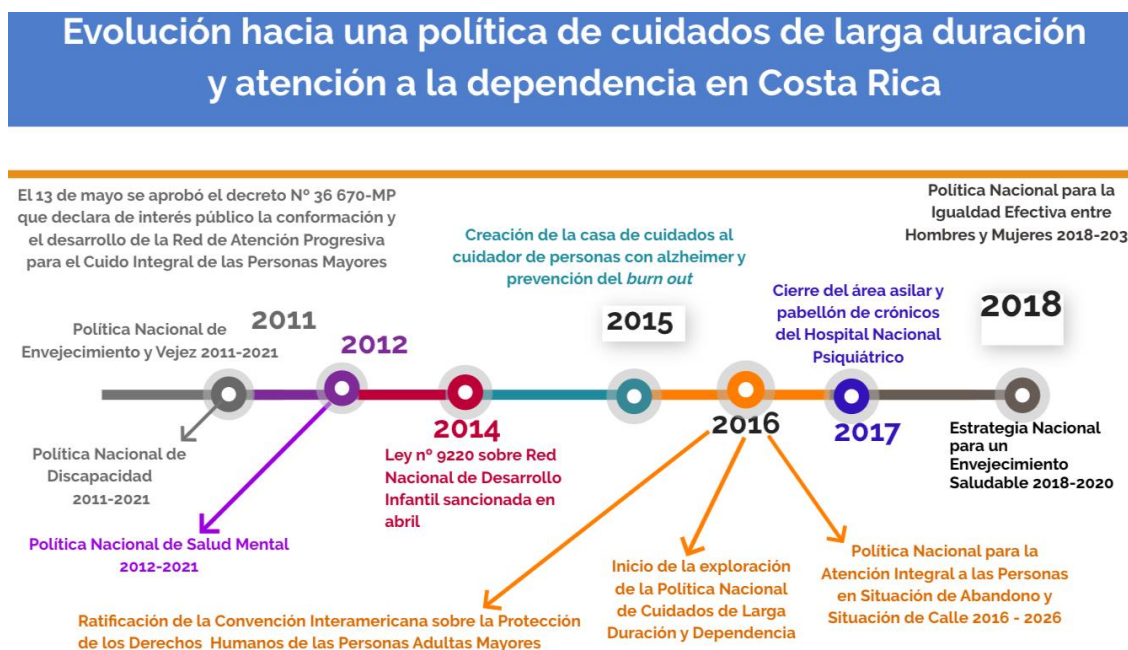 Evolución hacia una política de cuidados de larga duración
y atención a la dependencia en Costa Rica
El 13 de mayo se aprobó el decreto Nº 36 670-MP
que declara de interés público la conformación y
el desarrollo de la Red de Atención Progresiva
para el Cuido Integral de las Personas Mayores
Política Nacional de
Envejecimiento y Vejez 2011-2021
2011
Política Nacional de
Discapacidad
2011-2021
2012
Política Nacional de Salud Mental
2012-2021
2014
Ley nº 9220 sobre Red
Nacional de Desarrollo
Infantil sancionada en
abril
Creación de la casa de cuidados al
cuidador de personas con alzheimer y
prevención del burn out
2015
2016
Ratificación de la Convención Interamericana sobre la Protección
de los Derechos Humanos de las Personas Adultas Mayores
Inicio de la exploración
de la Política Nacional
de Cuidados de Larga
Duración y Dependencia
Política Nacional para la
Atención Integral a las Personas
en Situación de Abandono y
Situación de Calle 2016 - 2026
Cierre del área asilar y
pabellón de crónicos
del Hospital Nacional
Psiquiátrico
2017
Política Nacional para la
Igualdad Efectiva entre
Hombres y Mujeres 2018-203
2018
Estrategia Nacional
para un
Envejecimiento
Saludable 2018-2020